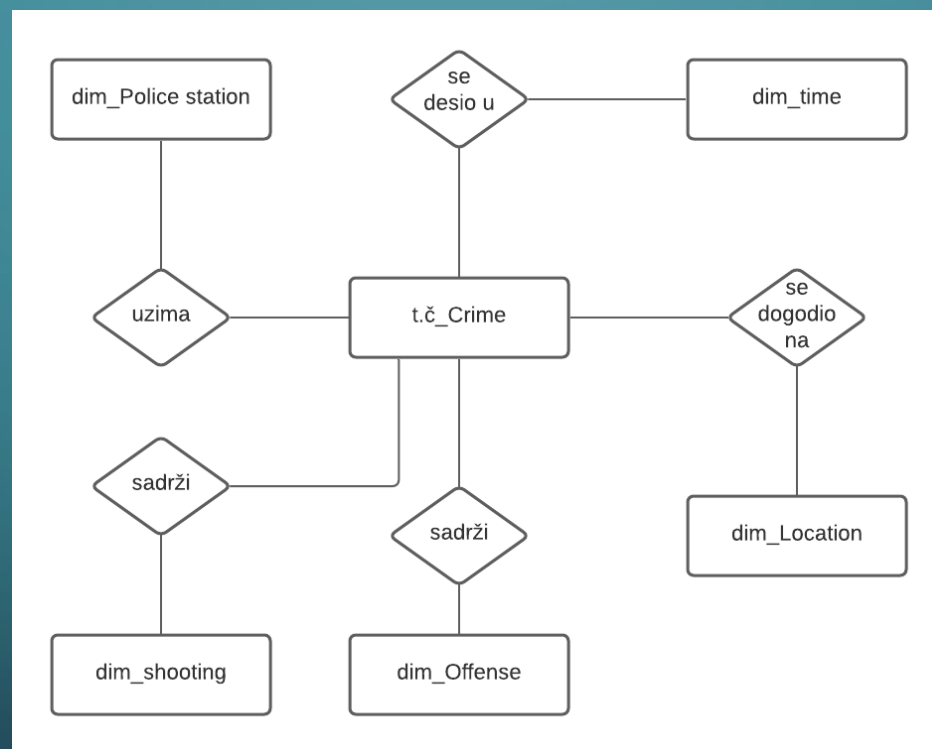 dim_Police station
se
desio u
dim_time
uzima
t.č_Crime
se
dogodio
na
sadrži
sadrži
dim_Location
dim_shooting
dim_Offense